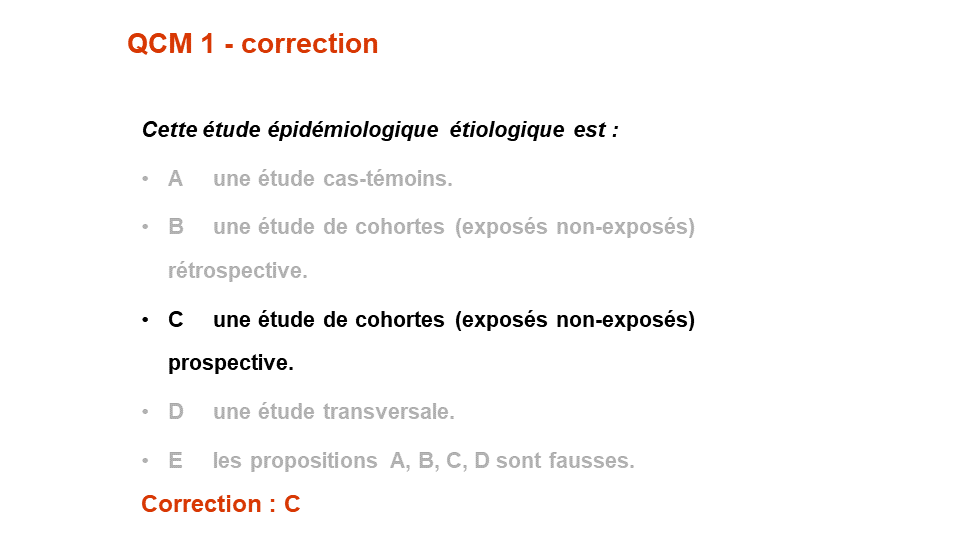 QCM 1 - correction
Cette étude épidémiologique étiologique est :
• A une étude cas-témoins.
• B une étude de cohortes (exposés non-exposés)
rétrospective.
• C une étude de cohortes (exposés non-exposés)
prospective.
• D une étude transversale.
• E les propositions A, B, C, D sont fausses.
Correction : C